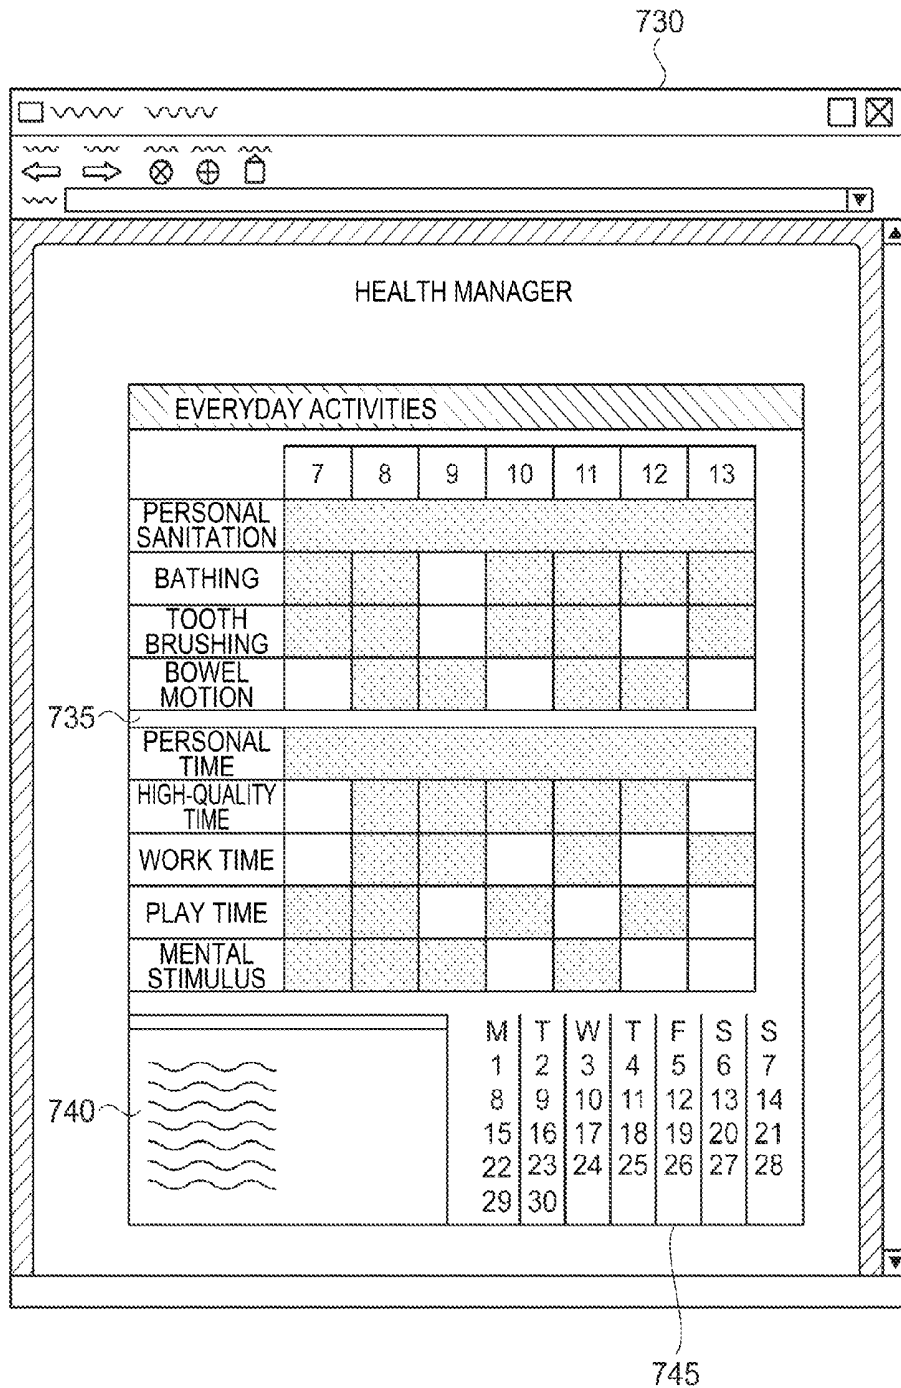 730
HEALTH MANAGER
EVERYDAY ACTIVITIES
7 8 9 10 11 12 13
PERSONAL
SANITATION
BATHING
TOOTH
BRUSHING
BOWEL
MOTION
735
PERSONAL
TIME
HIGH-QUALITY
TIME
WORK TIME
PLAY TIME
MENTAL
STIMULUS
740
M T W T F S S
1 2 3 4 5 6 7
8 9 10 11 12 13 14
15 16 17 18 19 20 21
22 23 24 25 26 27 28
29 30
745